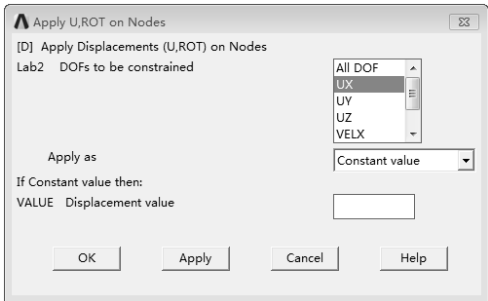 Apply U,ROT on Nodes
[D] Apply Displacements (U,ROT) on Nodes
Lab2 DOFs to be constrained
All DOF
UX
UY
UZ
VELX
Apply as
Constant value
If Constant value then:
VALUE Displacement value
OK Apply Cancel Help